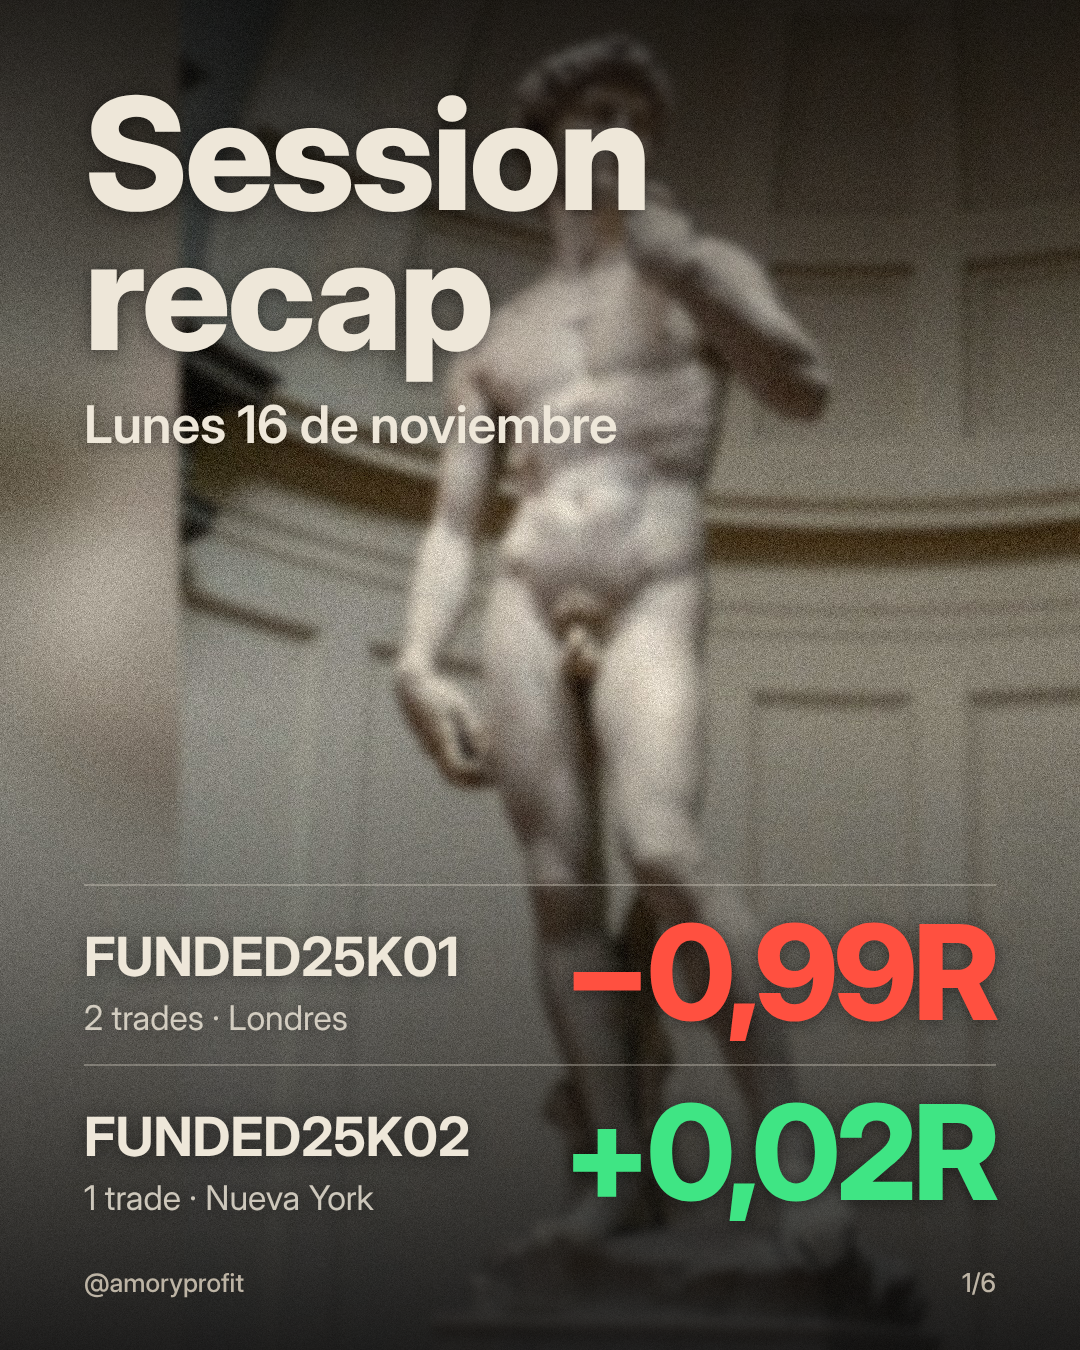 Session
recap
Lunes 16 de noviembre
FUNDED25K01
−0,99R
2 trades · Londres
FUNDED25K02
+0,02R
1 trade · Nueva York
@amoryprofit
1/6